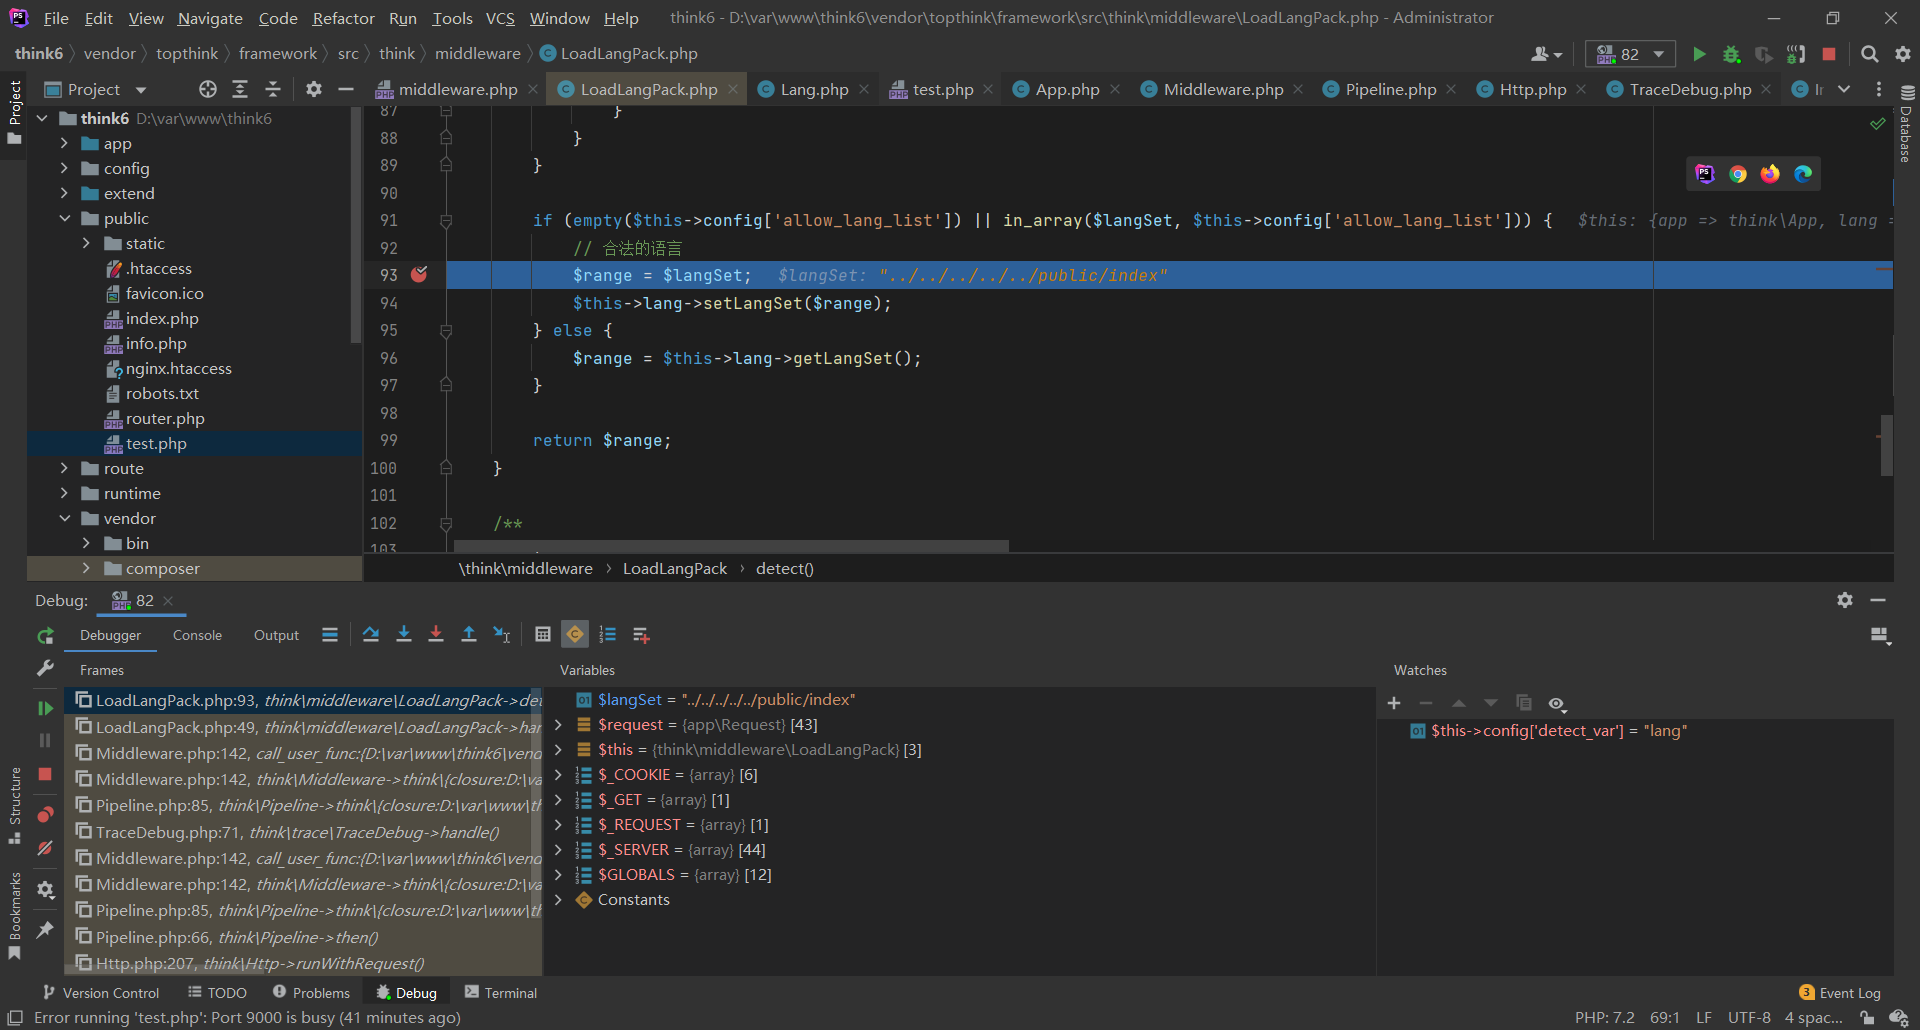 File Edit View Navigate Code Refactor Run Tools VCS Window Help think6 - D:\var\www\think6\vendor\topthink\framework\src\think\middleware\LoadLangPack.php - Administrator
think6 vendor topthink framework src think middleware LoadLangPack.php
82
Project
middleware.php LoadLangPack.php Lang.php test.php App.php Middleware.php Pipeline.php Http.php TraceDebug.php
think6 D:\var\www\think6
app
config
extend
public
static
.htaccess
favicon.ico
index.php
info.php
nginx.htaccess
robots.txt
router.php
test.php
route
runtime
vendor
bin
composer
Project
Structure
Bookmarks
Database
87 }
88 }
89 }
90
91 if (empty($this->config['allow_lang_list']) || in_array($langSet, $this->config['allow_lang_list'])) { $this: {app => think\App, lang =
92 // 合法的语言
93 $range = $langSet; $langSet: "../../../../../public/index"
94 $this->lang->setLangSet($range);
95 } else {
96 $range = $this->lang->getLangSet();
97 }
98
99 return $range;
100 }
101
102 /**
103
\think\middleware › LoadLangPack › detect()
Debug: 82
Debugger Console Output
Frames
LoadLangPack.php:93, think\middleware\LoadLangPack->det
LoadLangPack.php:49, think\middleware\LoadLangPack->har
Middleware.php:142, call_user_func:{D:\var\www\think6\vend
Middleware.php:142, think\Middleware->think\{closure:D:\va
Pipeline.php:85, think\Pipeline->think\{closure:D:\var\www\th
TraceDebug.php:71, think\trace\TraceDebug->handle()
Middleware.php:142, call_user_func:{D:\var\www\think6\vend
Middleware.php:142, think\Middleware->think\{closure:D:\va
Pipeline.php:85, think\Pipeline->think\{closure:D:\var\www\th
Pipeline.php:66, think\Pipeline->then()
Http.php:207, think\Http->runWithRequest()
Variables
$langSet = "../../../../../public/index"
$request = {app\Request} [43]
$this = {think\middleware\LoadLangPack} [3]
$_COOKIE = {array} [6]
$_GET = {array} [1]
$_REQUEST = {array} [1]
$_SERVER = {array} [44]
$GLOBALS = {array} [12]
Constants
Watches
$this->config['detect_var'] = "lang"
Version Control TODO Problems Debug Terminal 3 Event Log
Error running 'test.php': Port 9000 is busy (41 minutes ago) PHP: 7.2 69:1 LF UTF-8 4 spac...